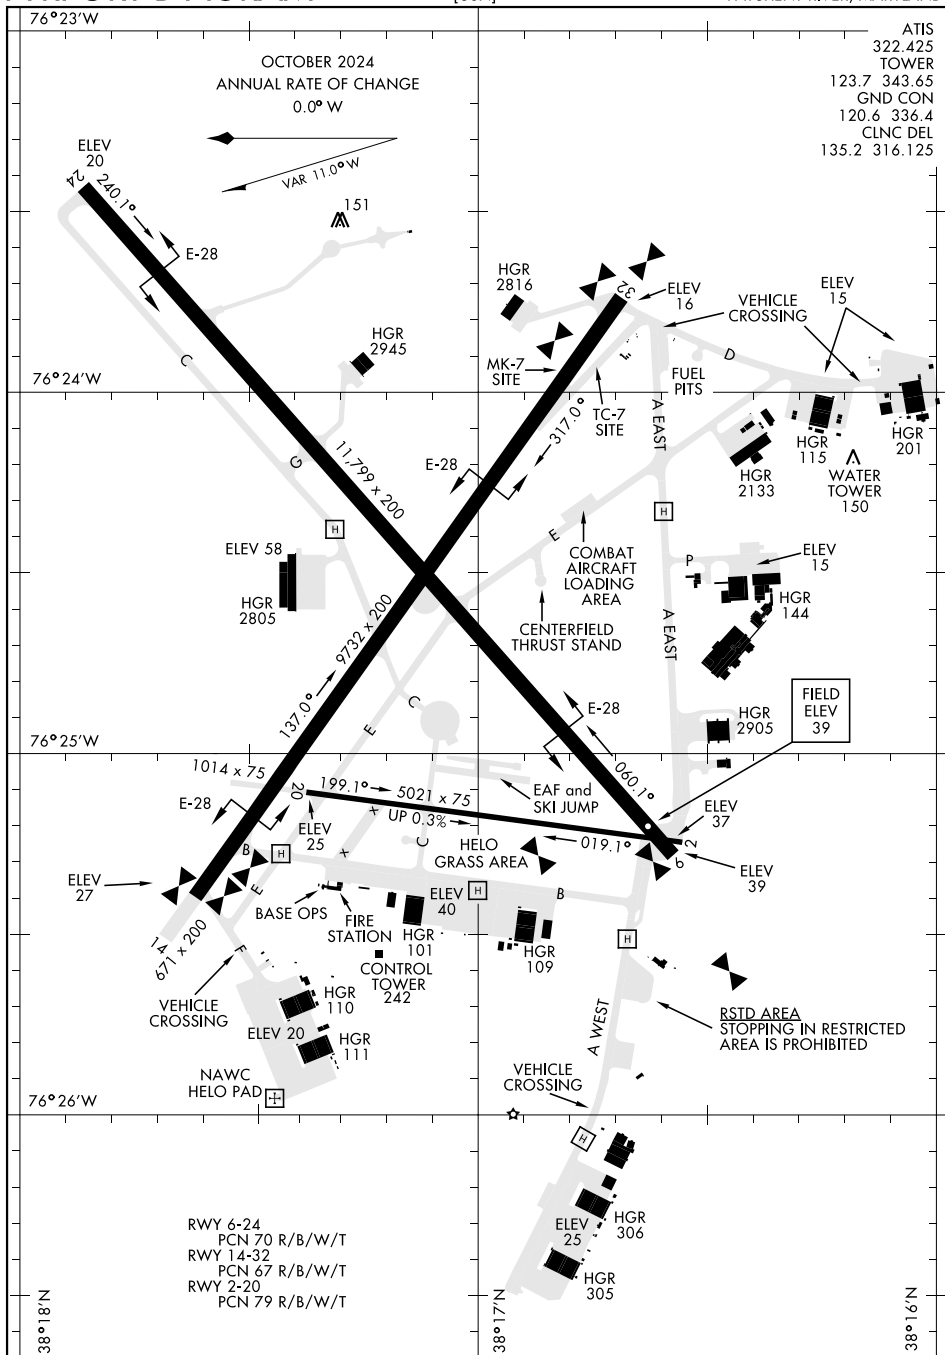 76°23'W
ATIS
322.425
TOWER
123.7 343.65
GND CON
120.6 336.4
CLNC DEL
135.2 316.125
OCTOBER 2024
ANNUAL RATE OF CHANGE
0.0° W
VAR 11.0° W
ELEV
20
24
240.1°
E-28
151
HGR
2816
32
ELEV
16
VEHICLE
CROSSING
ELEV
15
HGR
2945
C
D
MK-7
SITE
FUEL
PITS
76°24'W
TC-7
SITE
317.0°
A EAST
HGR
115
HGR
201
HGR
2133
WATER
TOWER
150
G
11,799 x 200
E-28
H
H
E
COMBAT
AIRCRAFT
LOADING
AREA
P
ELEV
15
HGR
144
ELEV 58
HGR
2805
CENTERFIELD
THRUST STAND
A EAST
9732 x 200
137.0°
C
E
E-28
HGR
2905
FIELD
ELEV
39
76°25'W
1014 x 75
E-28
20
199.1°
5021 x 75
UP 0.3%
EAF and
SKI JUMP
060.1°
ELEV
37
ELEV
25
X
X
C
HELO
GRASS AREA
019.1°
2
6
ELEV
39
B
H
ELEV
27
E
BASE OPS
FIRE
STATION
ELEV
40
H
B
HGR
101
HGR
109
H
14
671 x 200
F
CONTROL
TOWER
242
VEHICLE
CROSSING
HGR
110
ELEV 20
HGR
111
A WEST
RSTD AREA
STOPPING IN RESTRICTED
AREA IS PROHIBITED
NAWC
HELO PAD
VEHICLE
CROSSING
76°26'W
H
RWY 6-24
PCN 70 R/B/W/T
RWY 14-32
PCN 67 R/B/W/T
RWY 2-20
PCN 79 R/B/W/T
ELEV
25
HGR
306
HGR
305
38°18'N
38°17'N
38°16'N